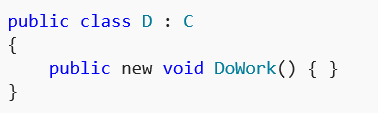 public class D : C
{
    public new void DoWork() { }
}